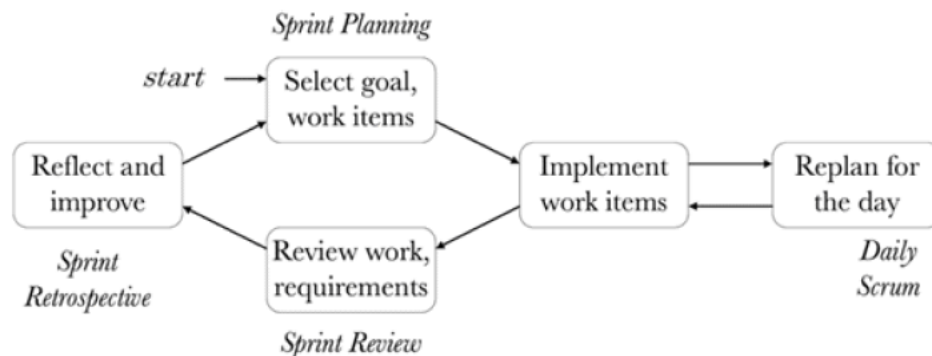 Sprint Planning
start
Select goal,
work items
Reflect and
improve
Implement
work items
Replan for
the day
Sprint
Retrospective
Review work,
requirements
Daily
Scrum
Sprint Review